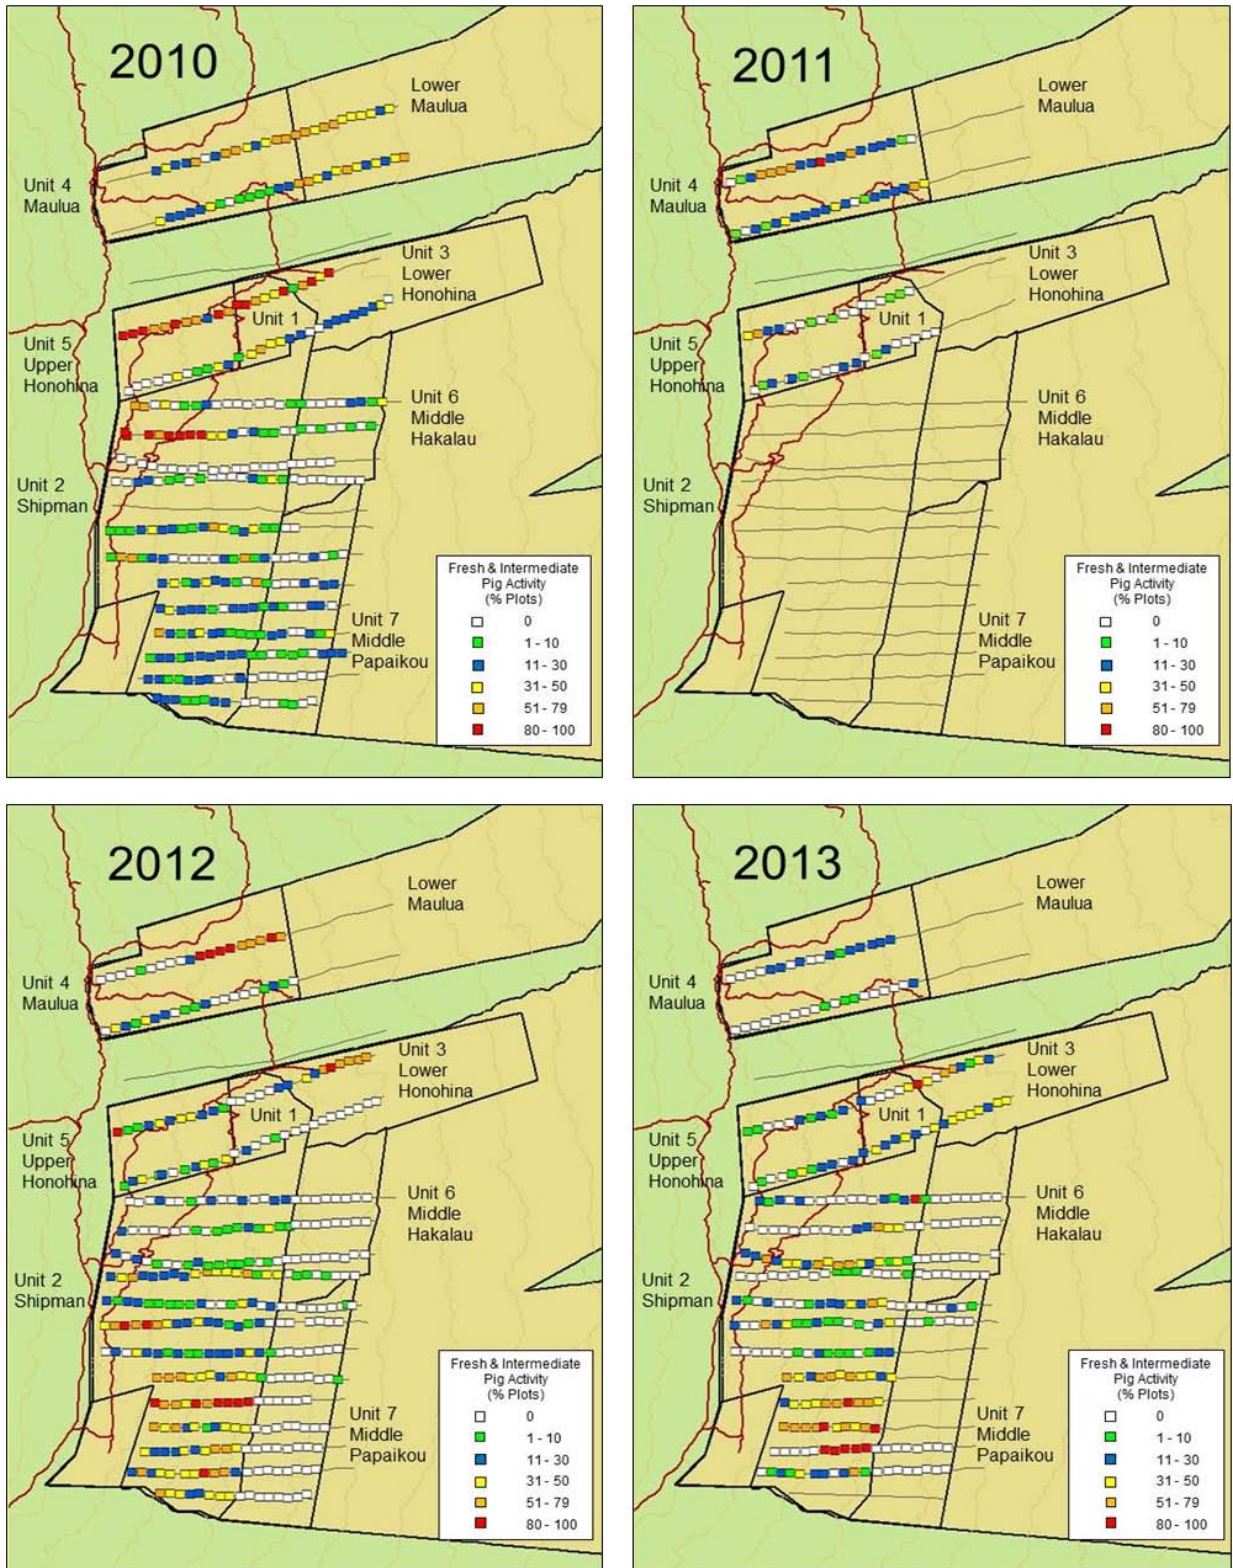 2010
Lower
Maulua
Unit 4
Maulua
Unit 3
Lower
Honohina
Unit 1
Unit 5
Upper
Honohina
Unit 6
Middle
Hakalau
Unit 2
Shipman
Unit 7
Middle
Papaikou
Fresh & Intermediate
Pig Activity
(% Plots)
0
1 - 10
11 - 30
31 - 50
51 - 79
80 - 100
2011
Lower
Maulua
Unit 4
Maulua
Unit 3
Lower
Honohina
Unit 1
Unit 5
Upper
Honohina
Unit 6
Middle
Hakalau
Unit 2
Shipman
Unit 7
Middle
Papaikou
Fresh & Intermediate
Pig Activity
(% Plots)
0
1 - 10
11 - 30
31 - 50
51 - 79
80 - 100
2012
Lower
Maulua
Unit 4
Maulua
Unit 3
Lower
Honohina
Unit 1
Unit 5
Upper
Honohina
Unit 6
Middle
Hakalau
Unit 2
Shipman
Unit 7
Middle
Papaikou
Fresh & Intermediate
Pig Activity
(% Plots)
0
1 - 10
11 - 30
31 - 50
51 - 79
80 - 100
2013
Lower
Maulua
Unit 4
Maulua
Unit 3
Lower
Honohina
Unit 1
Unit 5
Upper
Honohina
Unit 6
Middle
Hakalau
Unit 2
Shipman
Unit 7
Middle
Papaikou
Fresh & Intermediate
Pig Activity
(% Plots)
0
1 - 10
11 - 30
31 - 50
51 - 79
80 - 100